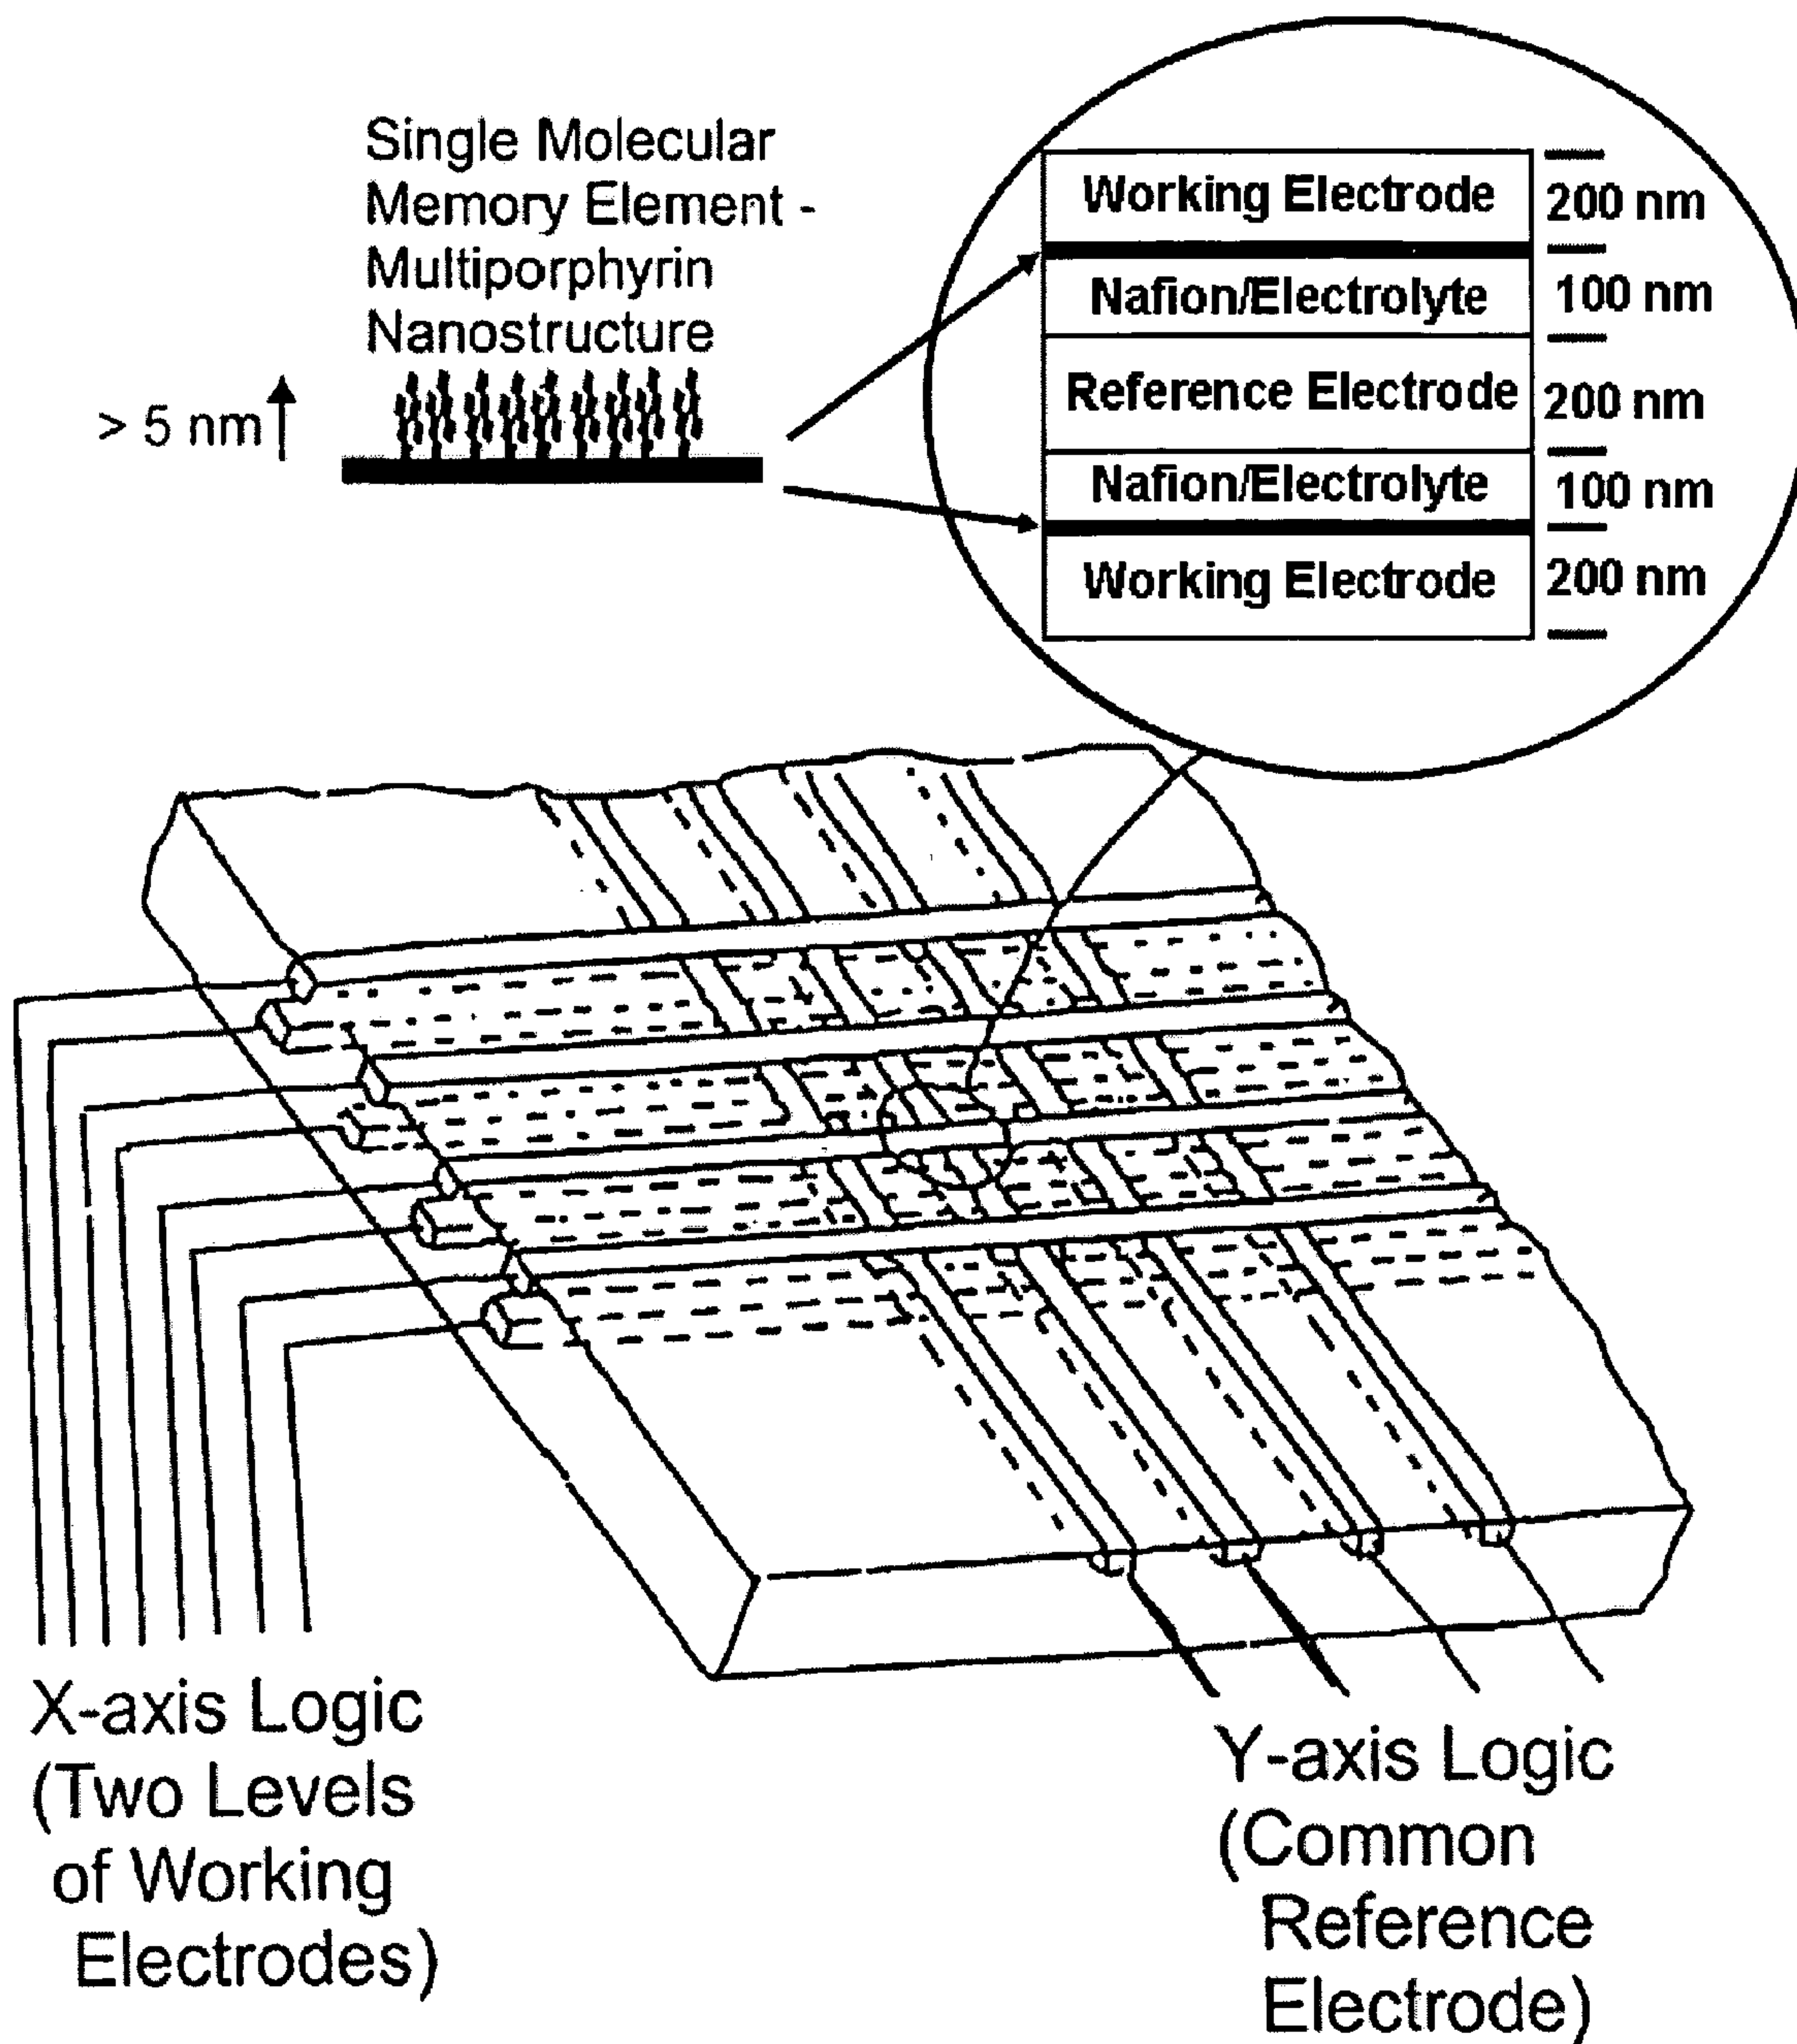 Single Molecular
Memory Element -
Multiporphyrin
Nanostructure
> 5 nm
Working Electrode
200 nm
Nafion/Electrolyte
100 nm
Reference Electrode
200 nm
Nafion/Electrolyte
100 nm
Working Electrode
200 nm
X-axis Logic
(Two Levels
of Working
Electrodes)
Y-axis Logic
(Common
Reference
Electrode)